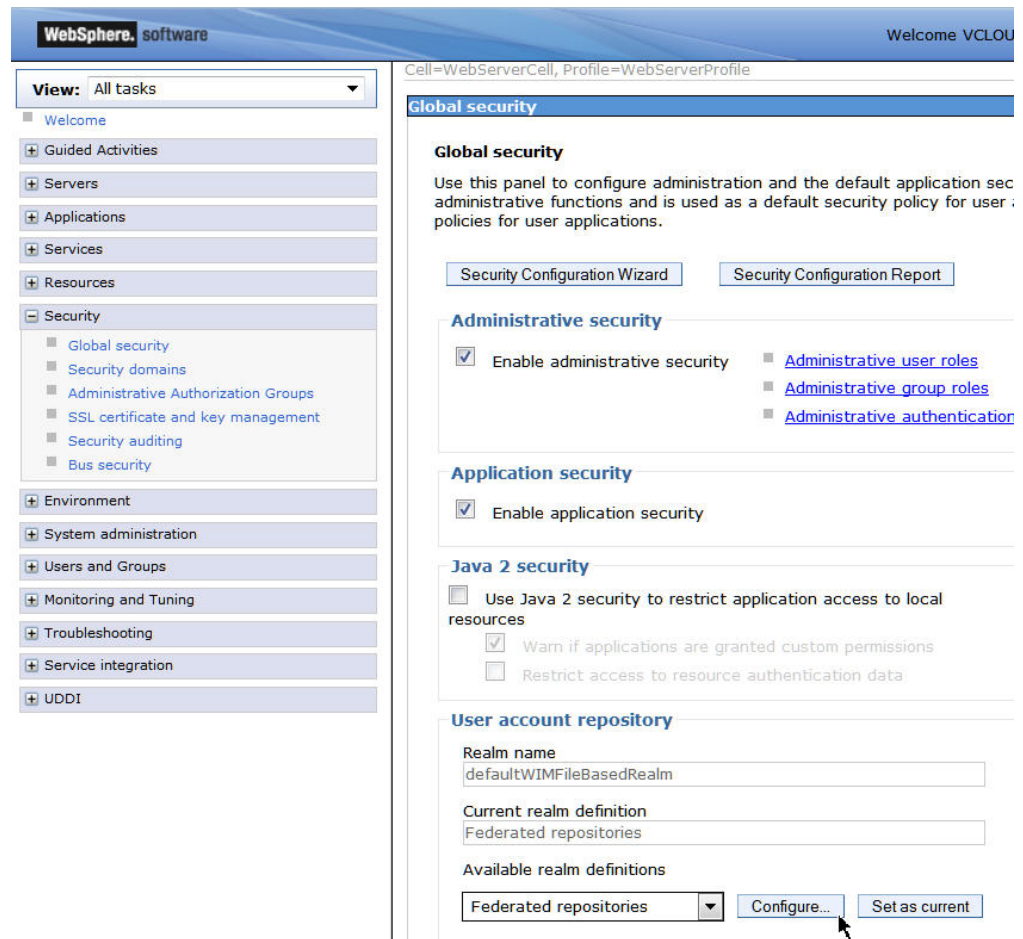 WebSphere. software
Welcome VCLOU
View: All tasks
Welcome
Guided Activities
Servers
Applications
Services
Resources
Security
Global security
Security domains
Administrative Authorization Groups
SSL certificate and key management
Security auditing
Bus security
Environment
System administration
Users and Groups
Monitoring and Tuning
Troubleshooting
Service integration
UDDI
Cell=WebServerCell, Profile=WebServerProfile
Global security
Global security
Use this panel to configure administration and the default application sec
administrative functions and is used as a default security policy for user a
policies for user applications.
Security Configuration Wizard
Security Configuration Report
Administrative security
Enable administrative security
Administrative user roles
Administrative group roles
Administrative authentication
Application security
Enable application security
Java 2 security
Use Java 2 security to restrict application access to local
resources
Warn if applications are granted custom permissions
Restrict access to resource authentication data
User account repository
Realm name
defaultWIMFileBasedRealm
Current realm definition
Federated repositories
Available realm definitions
Federated repositories
Configure...
Set as current